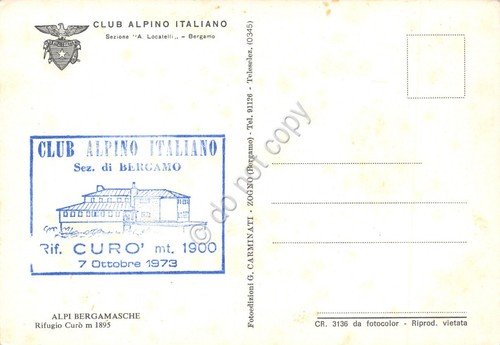 CLUB ALPINO ITALIANO
Sezione "A. Locatelli" - Bergamo
CLUB ALPINO ITALIANO
Sez. di BERGAMO
Rif. CURO' mt. 1900
7 Ottobre 1973
ALPI BERGAMASCHE
Rifugio Curò m 1895
Fotoedizioni G. CARMINATI - ZOGNO (Bergamo) - Tel. 91126 - Teleselez. (0345)
CR. 3136 da fotocolor - Riprod. vietata
do not copy